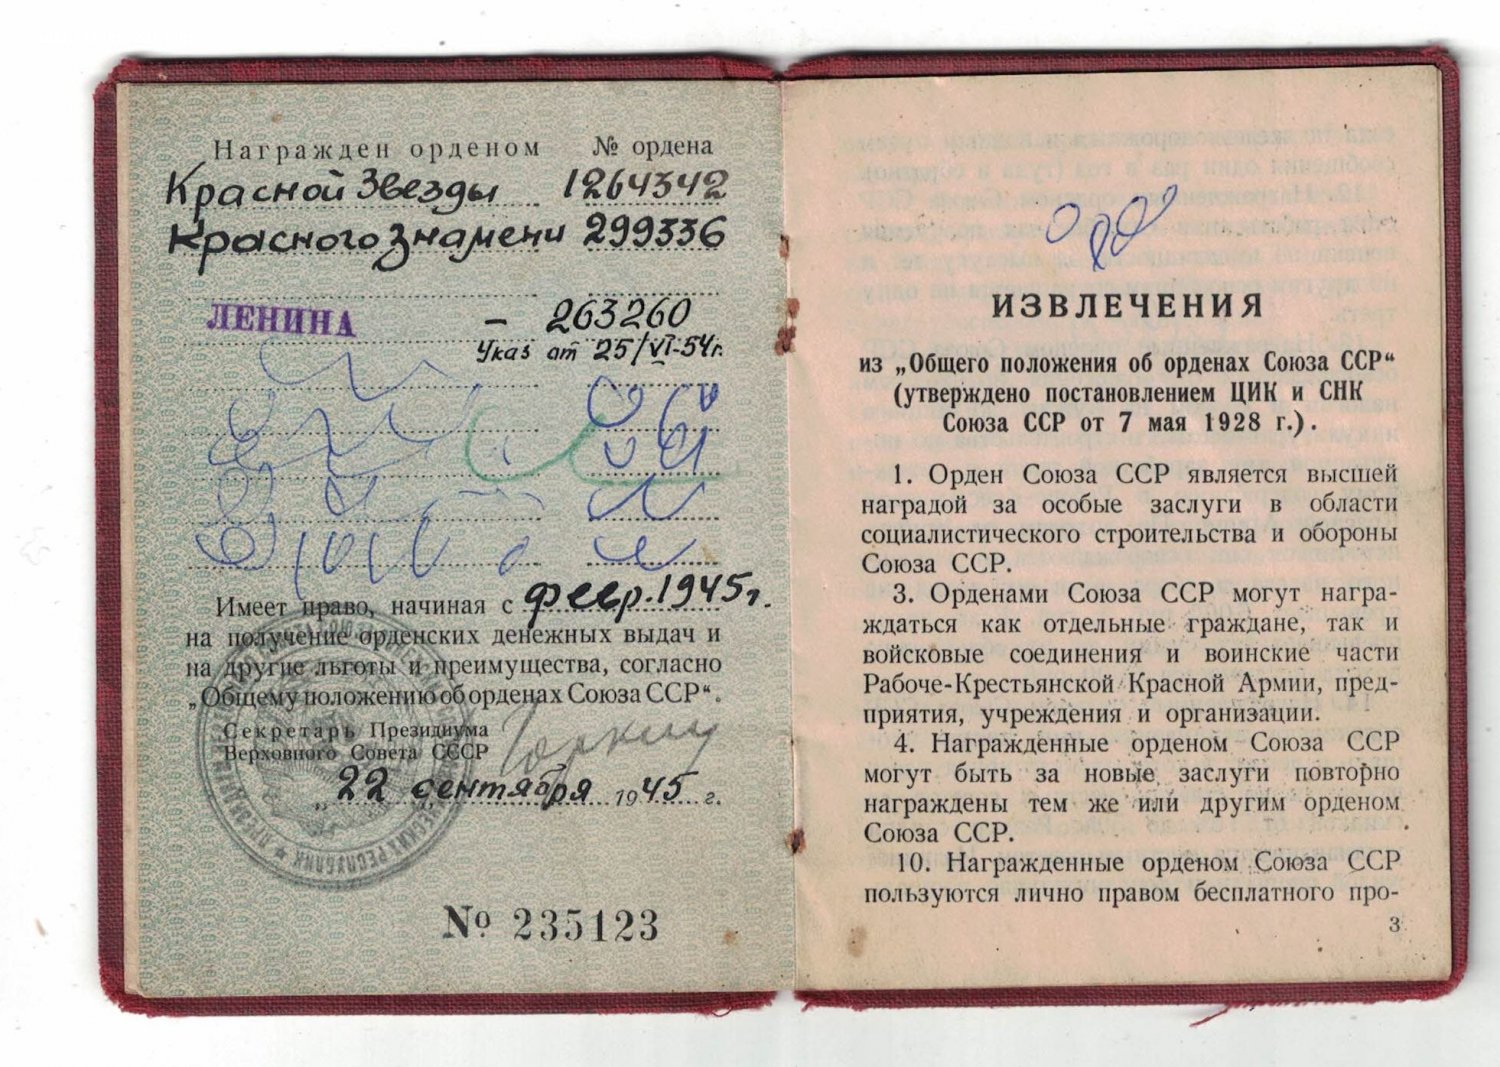 Награжден орденом № ордена
Красной Звезды 1264342
Красного Знамени 299336
ЛЕНИНА — 263260
Указ от 25/VI-54г.
Имеет право, начиная с февр. 1945г.
на получение орденских денежных выдач и
на другие льготы и преимущества, согласно
„Общему положению об орденах Союза ССР“.
Секретарь Президиума
Верховного Совета СССР
„22 сентября 1945 г.
№ 235123
ИЗВЛЕЧЕНИЯ
из „Общего положения об орденах Союза ССР“
(утверждено постановлением ЦИК и СНК
Союза ССР от 7 мая 1928 г.).
1. Орден Союза ССР является высшей
наградой за особые заслуги в области
социалистического строительства и обороны
Союза ССР.
3. Орденами Союза ССР могут награ-
ждаться как отдельные граждане, так и
войсковые соединения и воинские части
Рабоче-Крестьянской Красной Армии, пред-
приятия, учреждения и организации.
4. Награжденные орденом Союза ССР
могут быть за новые заслуги повторно
награждены тем же или другим орденом
Союза ССР.
10. Награжденные орденом Союза ССР
пользуются лично правом бесплатного про-
3